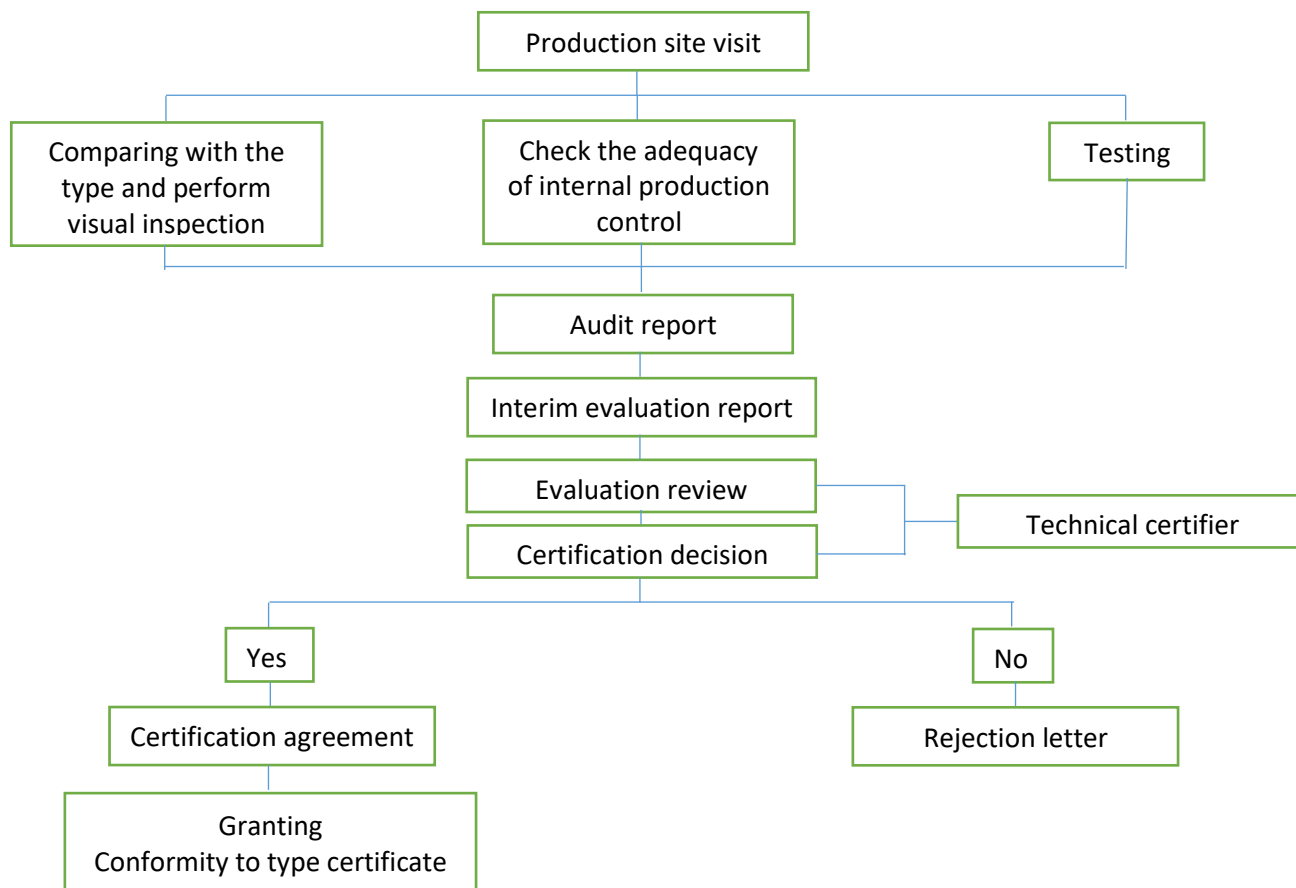 Production site visit
Comparing with the
type and perform
visual inspection
Check the adequacy
of internal production
control
Testing
Audit report
Interim evaluation report
Evaluation review
Technical certifier
Certification decision
Yes
No
Certification agreement
Rejection letter
Granting
Conformity to type certificate